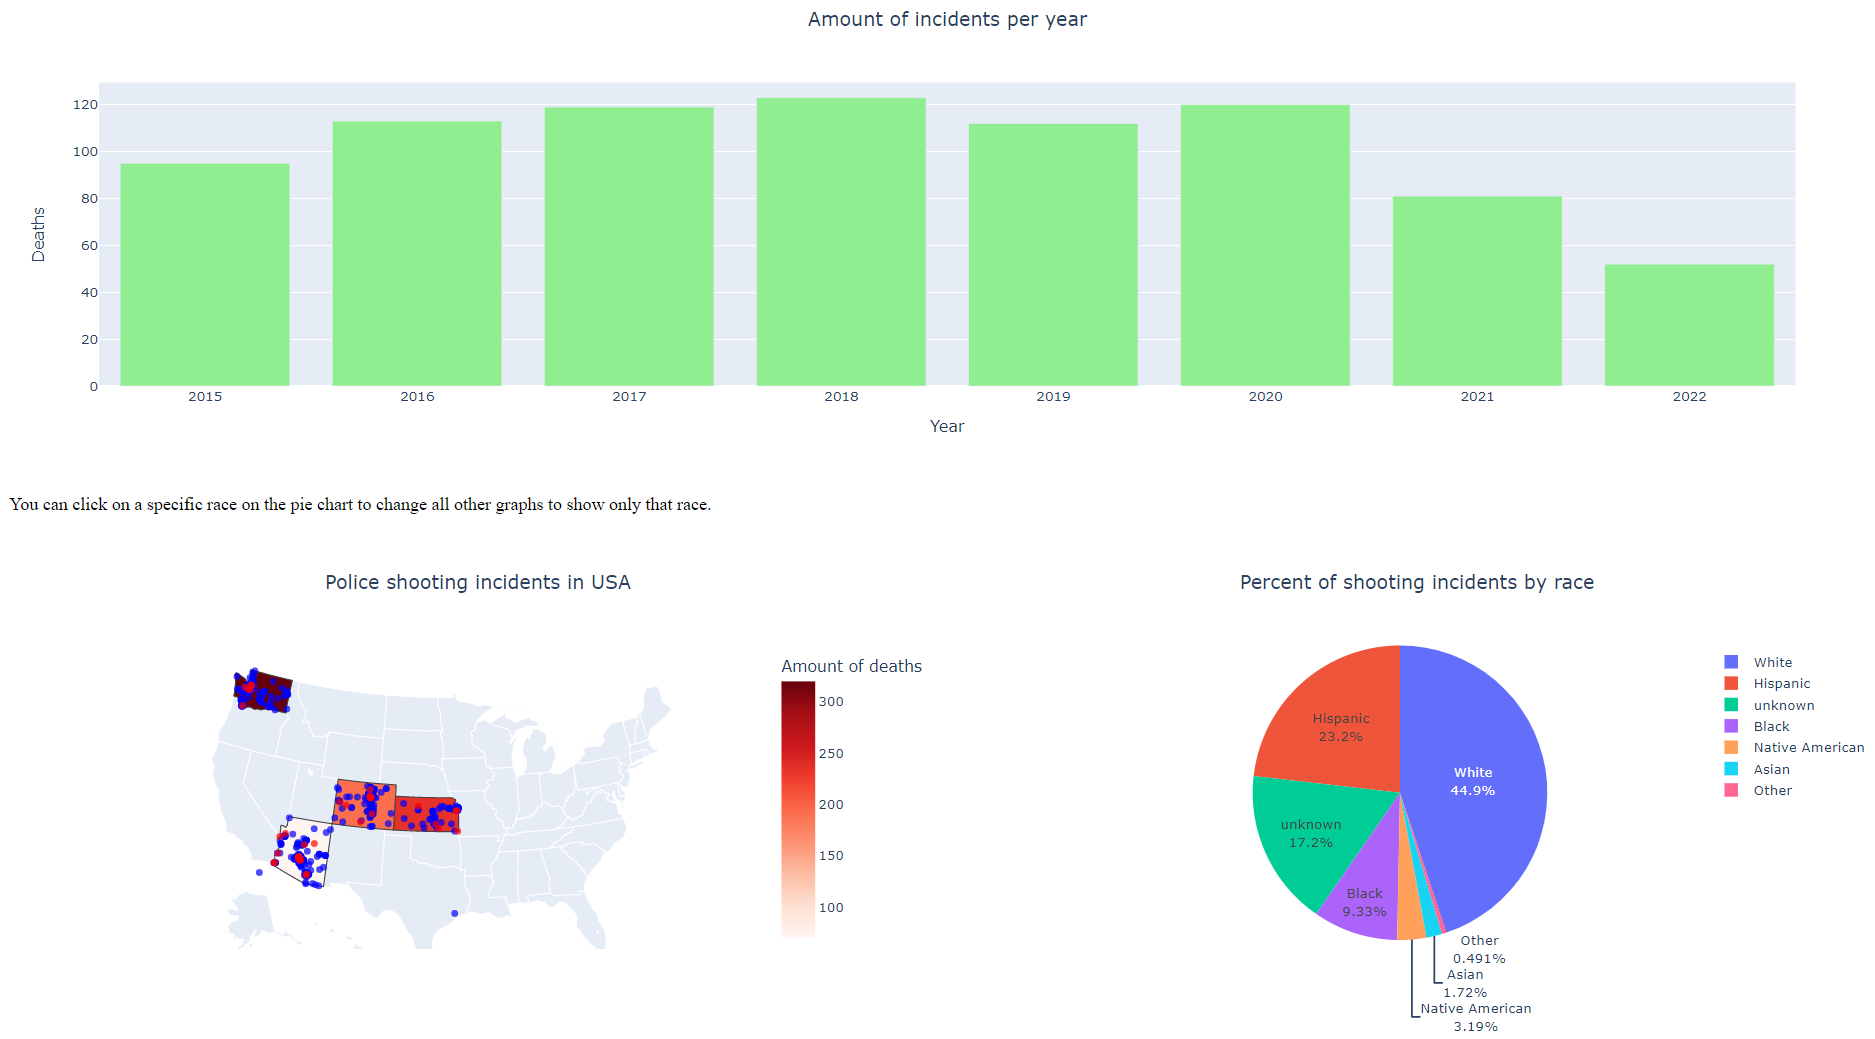 Amount of incidents per year
120
100
80
60
40
20
0
Deaths
2015 2016 2017 2018 2019 2020 2021 2022
Year
You can click on a specific race on the pie chart to change all other graphs to show only that race.
Police shooting incidents in USA
Amount of deaths
300
250
200
150
100
Percent of shooting incidents by race
White
44.9%
Hispanic
23.2%
unknown
17.2%
Black
9.33%
Other
0.491%
Asian
1.72%
Native American
3.19%
White
Hispanic
unknown
Black
Native American
Asian
Other